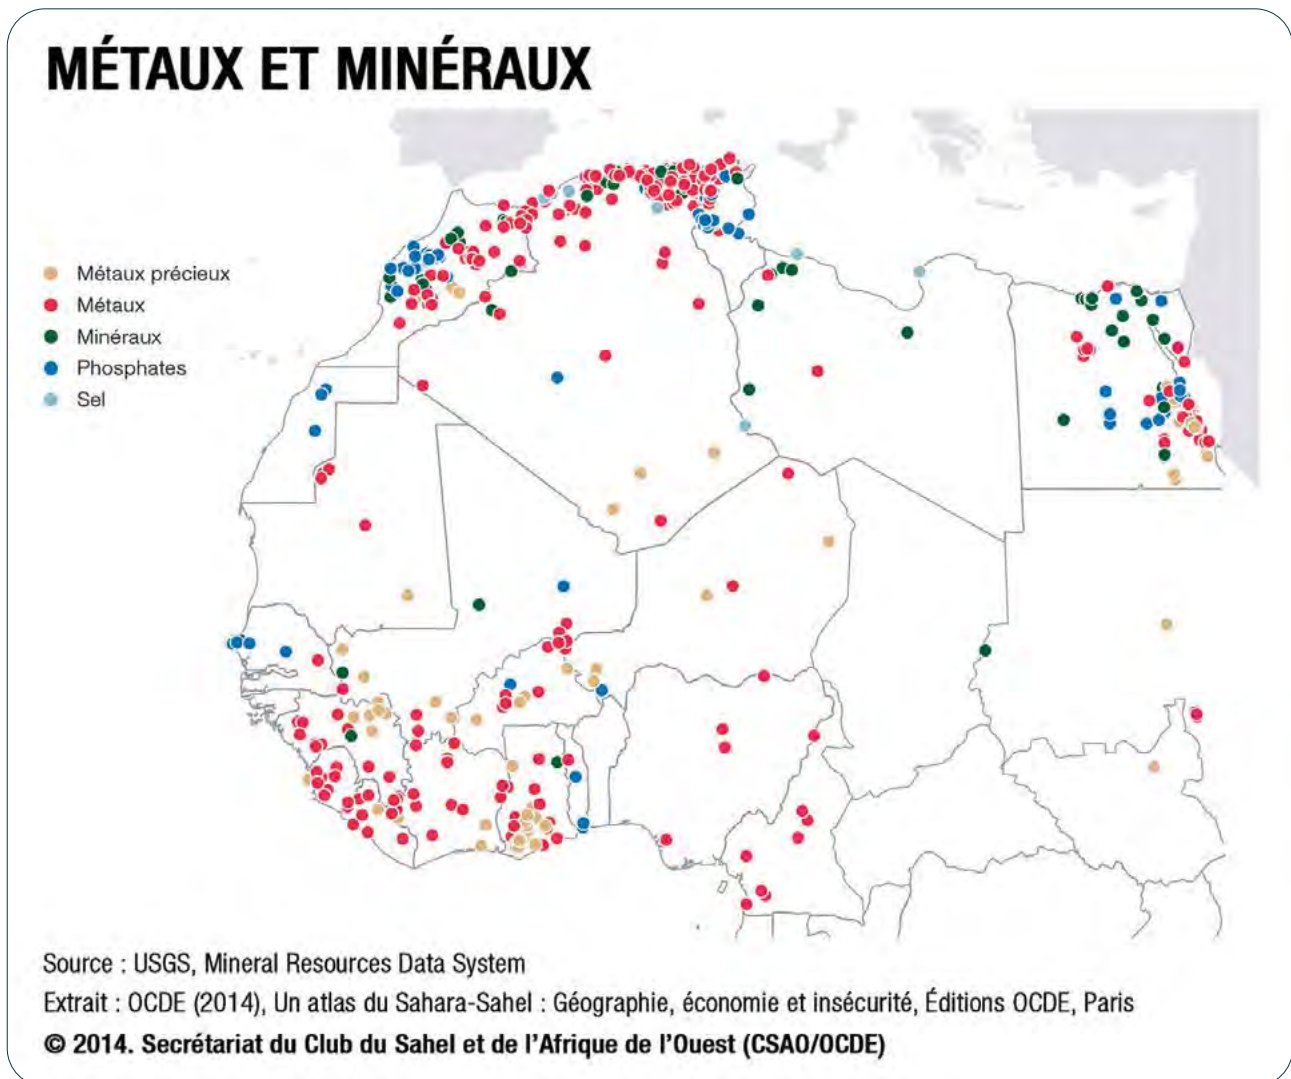 MÉTAUX ET MINÉRAUX
Métaux précieux
Métaux
Minéraux
Phosphates
Sel
Source : USGS, Mineral Resources Data System
Extrait : OCDE (2014), Un atlas du Sahara-Sahel : Géographie, économie et insécurité, Éditions OCDE, Paris
© 2014. Secrétariat du Club du Sahel et de l’Afrique de l’Ouest (CSAO/OCDE)